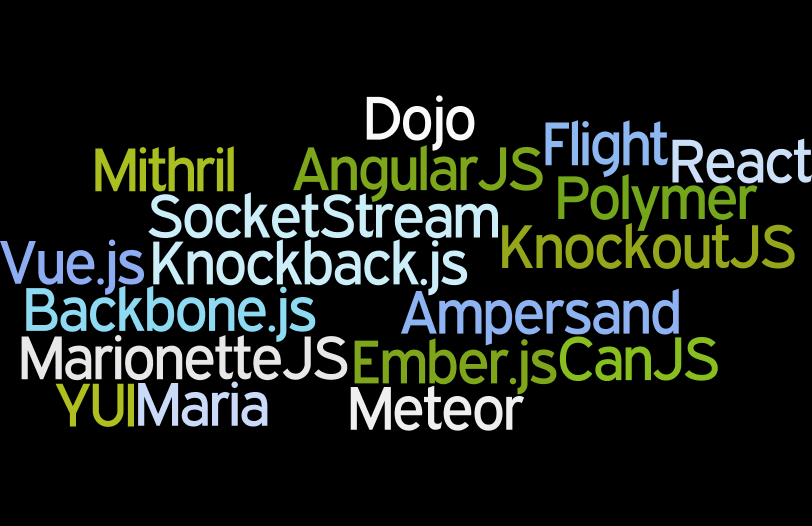 Dojo
Flight
React
Mithril
AngularJS
Polymer
SocketStream
KnockoutJS
Vue.js
Knockback.js
Backbone.js
Ampersand
MarionetteJS
Ember.js
CanJS
YUI
Maria
Meteor